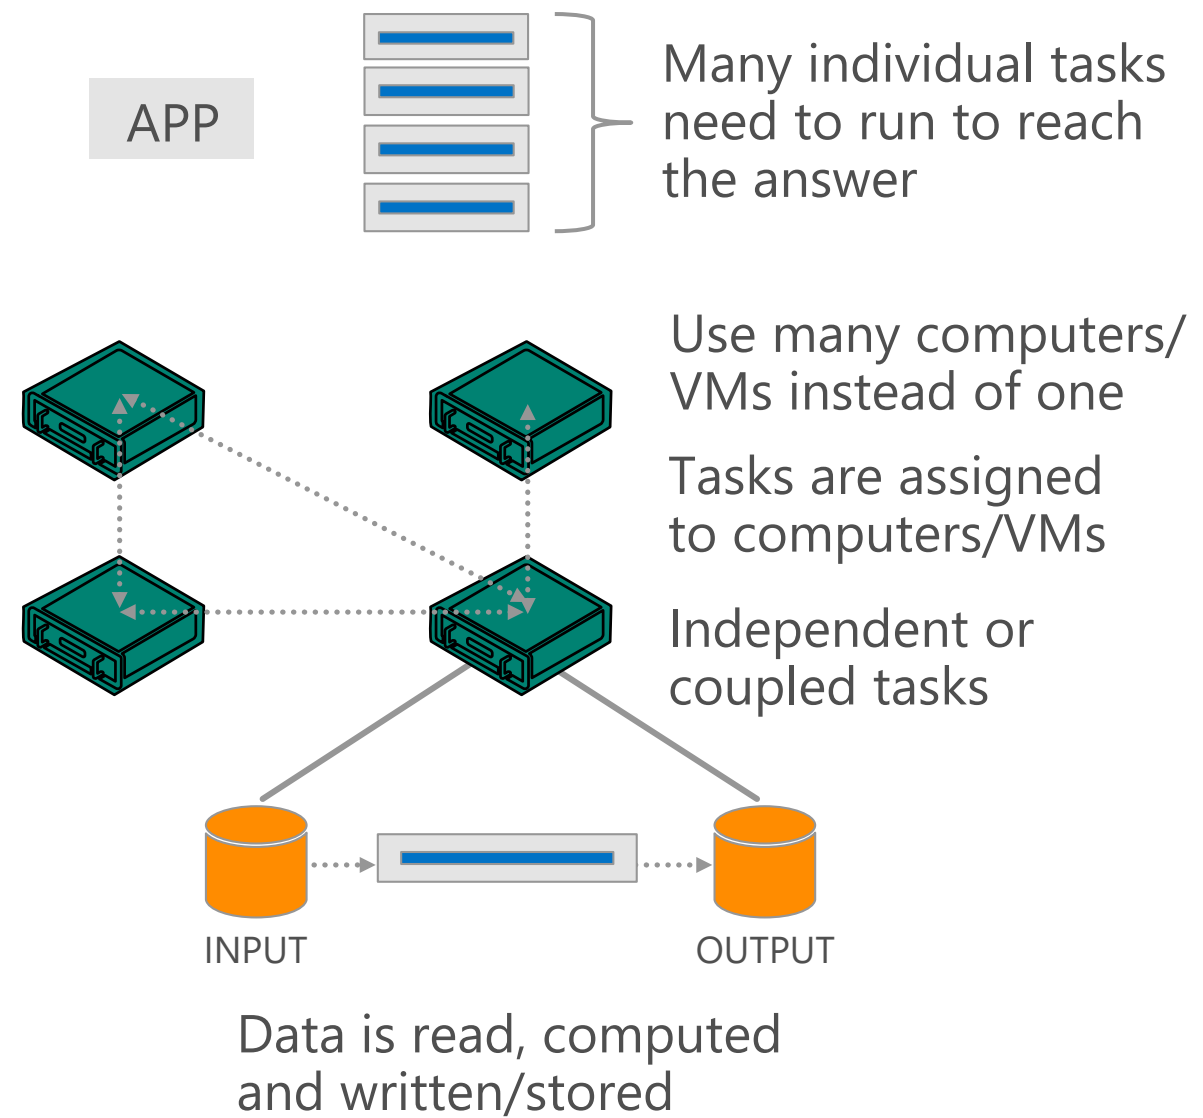 APP
Many individual tasks
need to run to reach
the answer
Use many computers/
VMs instead of one
Tasks are assigned
to computers/VMs
Independent or
coupled tasks
INPUT
OUTPUT
Data is read, computed
and written/stored